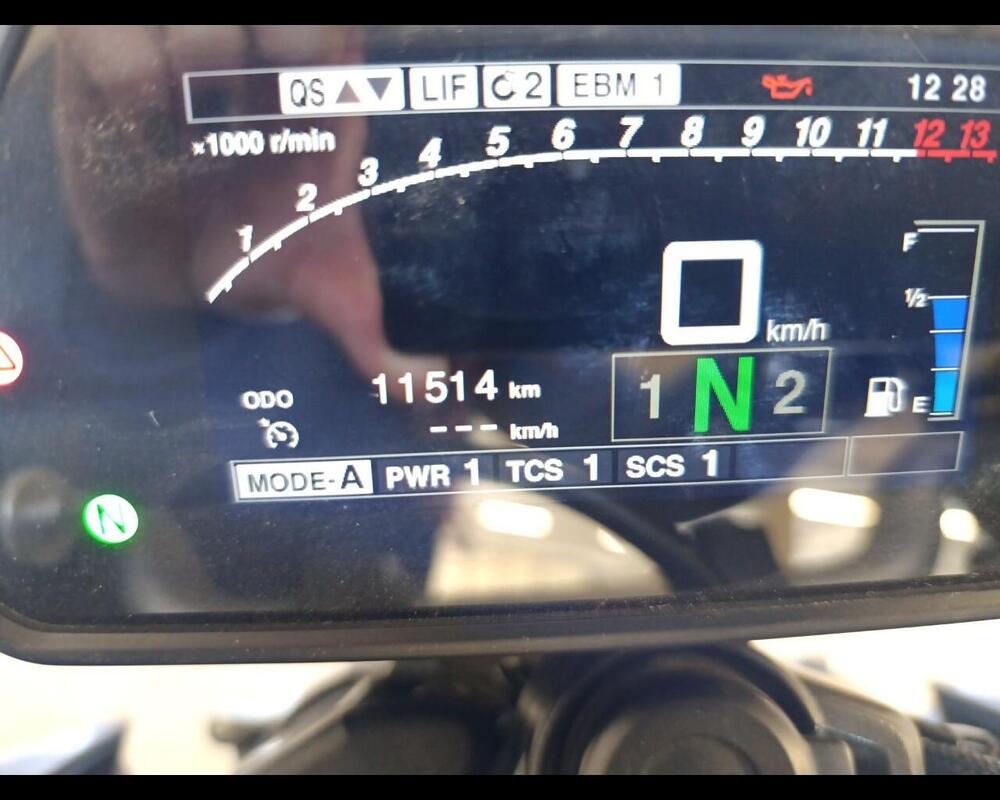 QS LIF 2 EBM 1 12 28
×1000 r/min
1 2 3 4 5 6 7 8 9 10 11 12 13
F
0 km/h
1/2
ODO 11514 km
1 N 2
E
--- km/h
MODE-A PWR 1 TCS 1 SCS 1
N